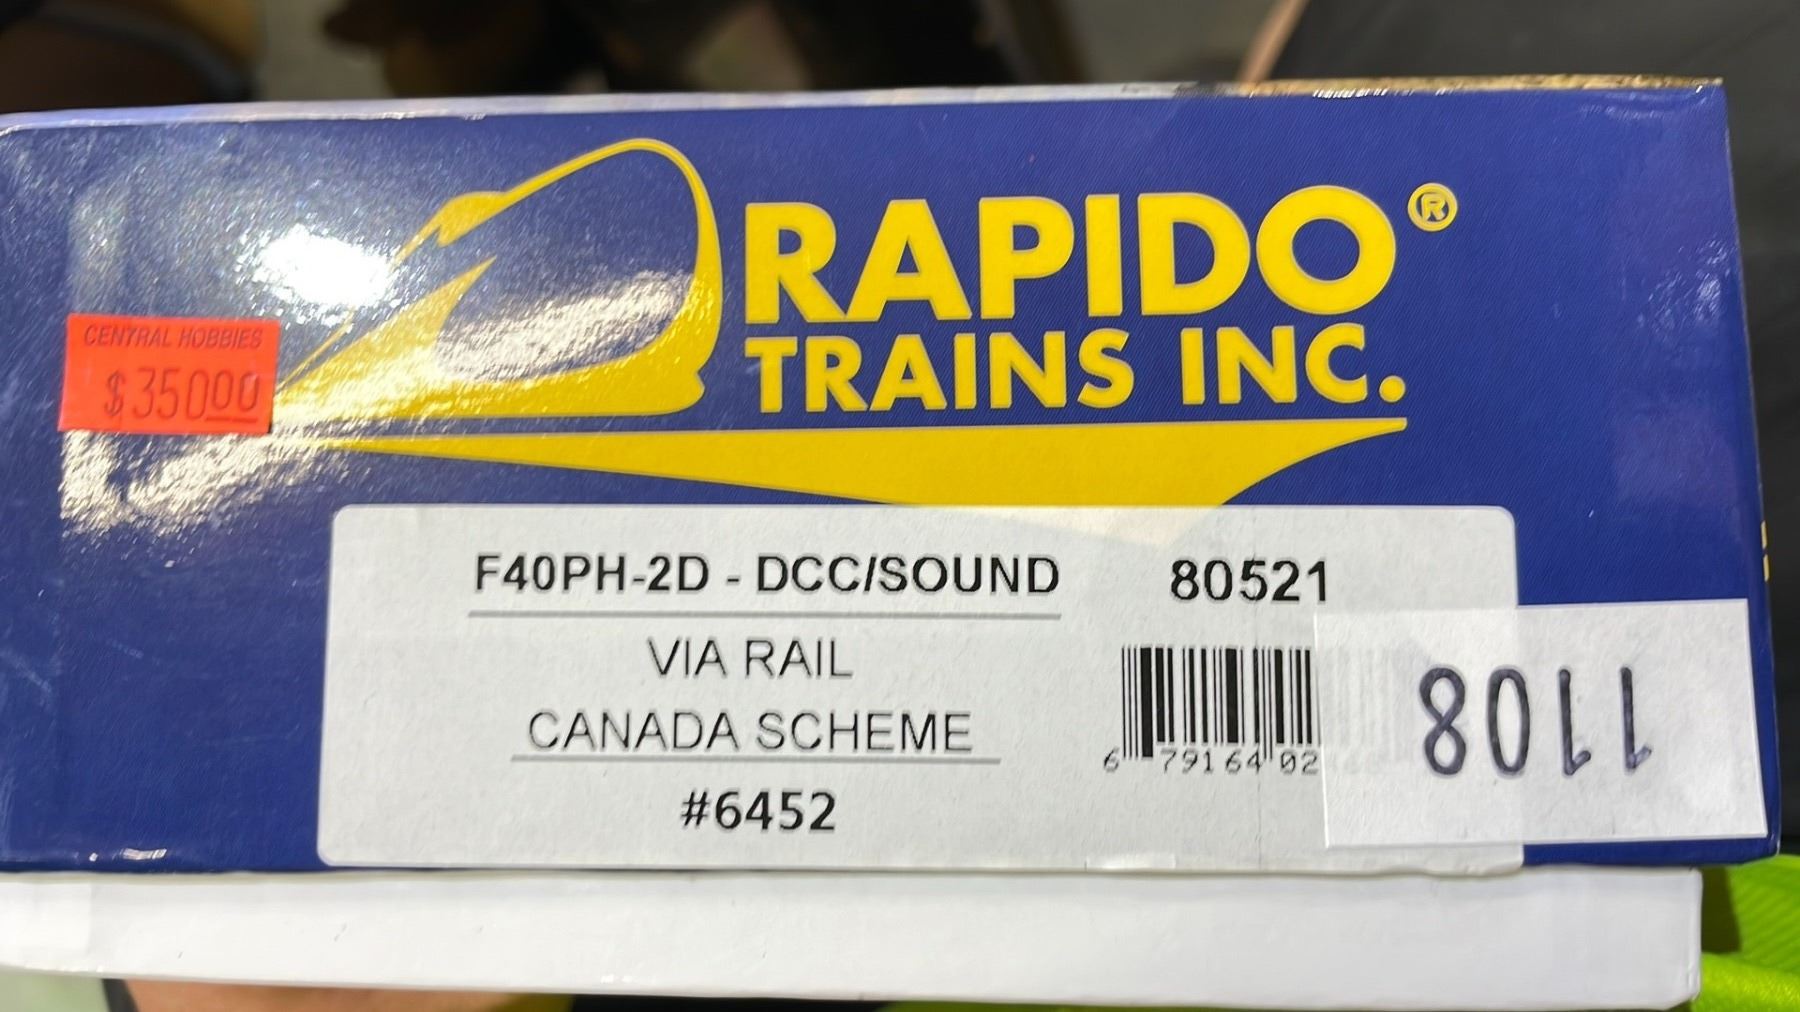 RAPIDO®
TRAINS INC.
CENTRAL HOBBIES
$350.00
F40PH-2D - DCC/SOUND
80521
VIA RAIL
CANADA SCHEME
#6452
6 79164 02
1108